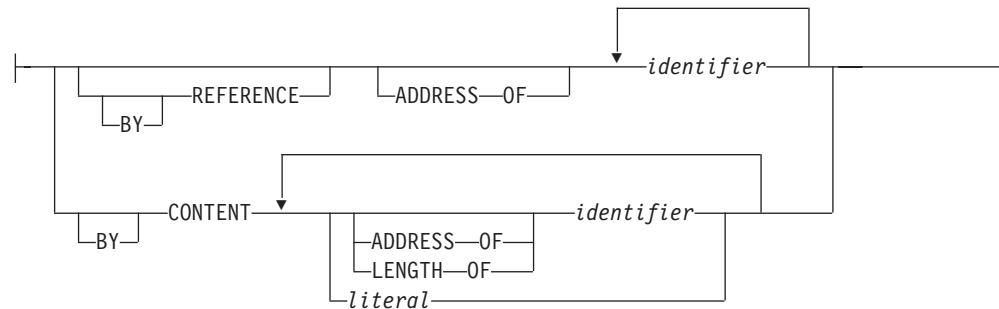 identifier
REFERENCE ADDRESS OF
BY
CONTENT identifier
BY ADDRESS OF
LENGTH OF
literal